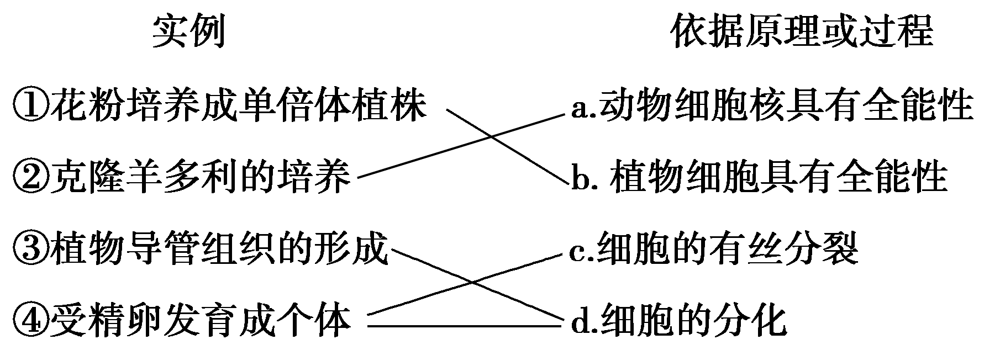 实例 依据原理或过程
①花粉培养成单倍体植株 a.动物细胞核具有全能性
②克隆羊多利的培养 b. 植物细胞具有全能性
③植物导管组织的形成 c.细胞的有丝分裂
④受精卵发育成个体 d.细胞的分化